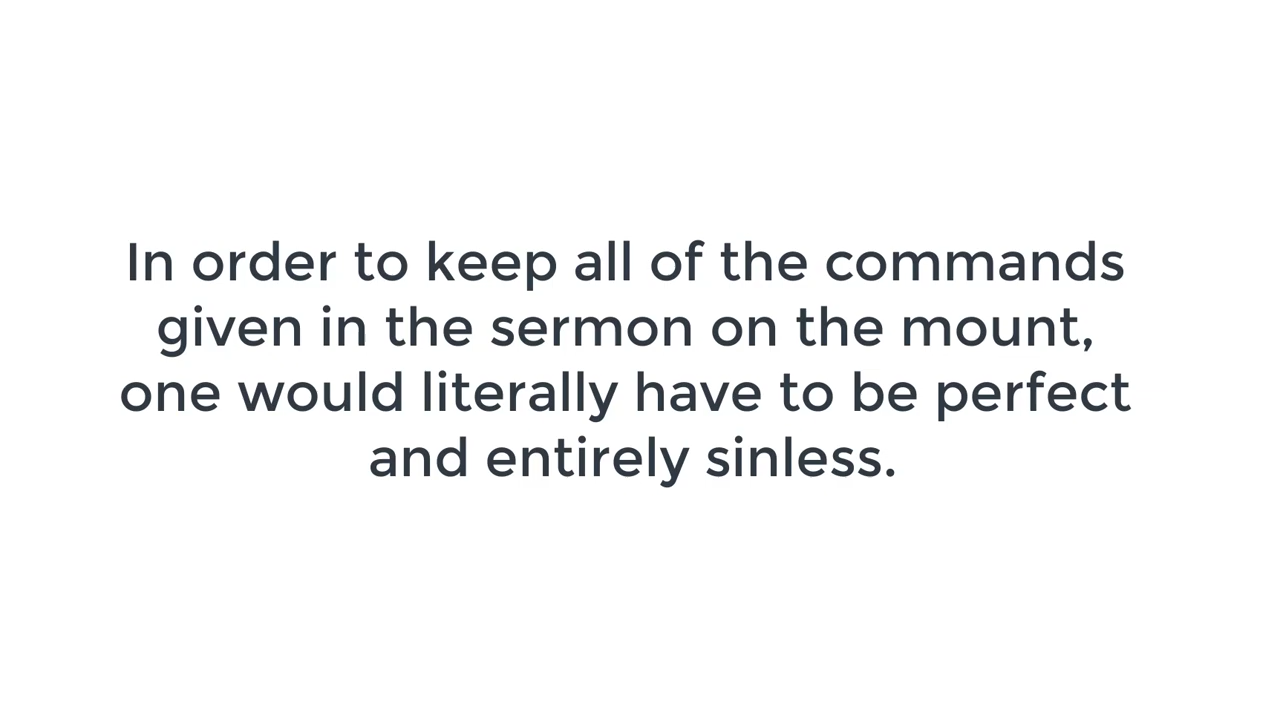 In order to keep all of the commands
given in the sermon on the mount,
one would literally have to be perfect
and entirely sinless.